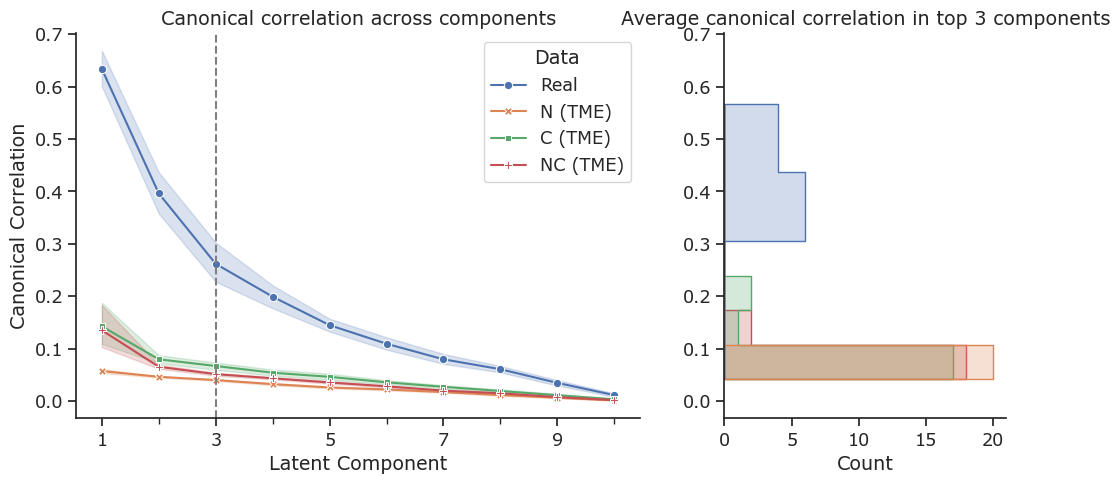 Canonical correlation across components
Average canonical correlation in top 3 components
Canonical Correlation
0.7
0.6
0.5
0.4
0.3
0.2
0.1
0.0
1
3
5
7
9
Latent Component
Data
Real
N (TME)
C (TME)
NC (TME)
0.7
0.6
0.5
0.4
0.3
0.2
0.1
0.0
0
5
10
15
20
Count